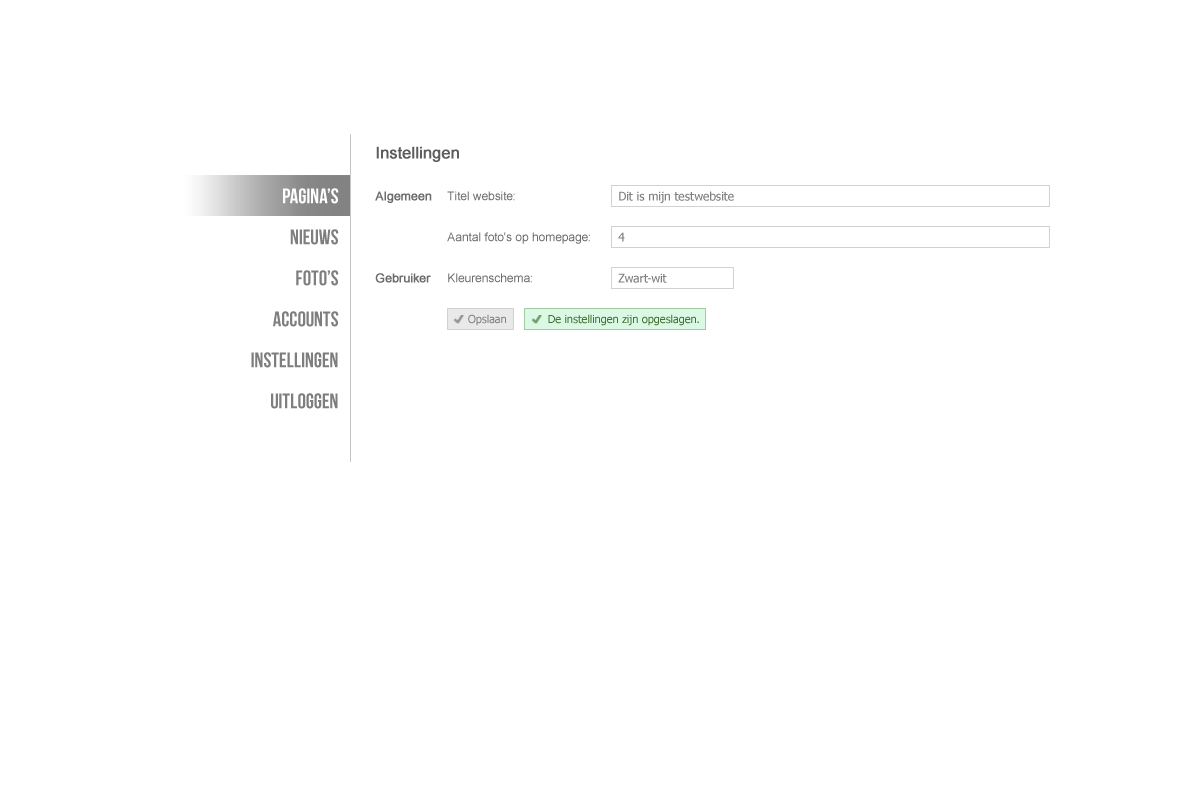 PAGINA'S
NIEUWS
FOTO'S
ACCOUNTS
INSTELLINGEN
UITLOGGEN
Instellingen
Algemeen Titel website: Dit is mijn testwebsite
Aantal foto's op homepage: 4
Gebruiker Kleurenschema: Zwart-wit
Opslaan De instellingen zijn opgeslagen.